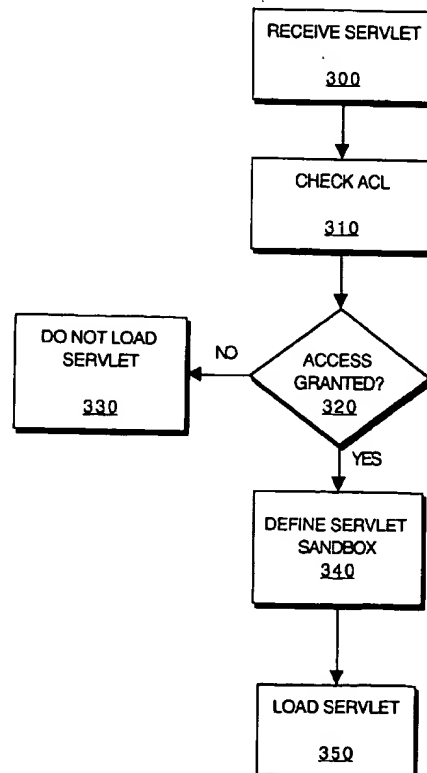 RECEIVE SERVLET
300
CHECK ACL
310
ACCESS
GRANTED?
320
NO
DO NOT LOAD
SERVLET
330
YES
DEFINE SERVLET
SANDBOX
340
LOAD SERVLET
350